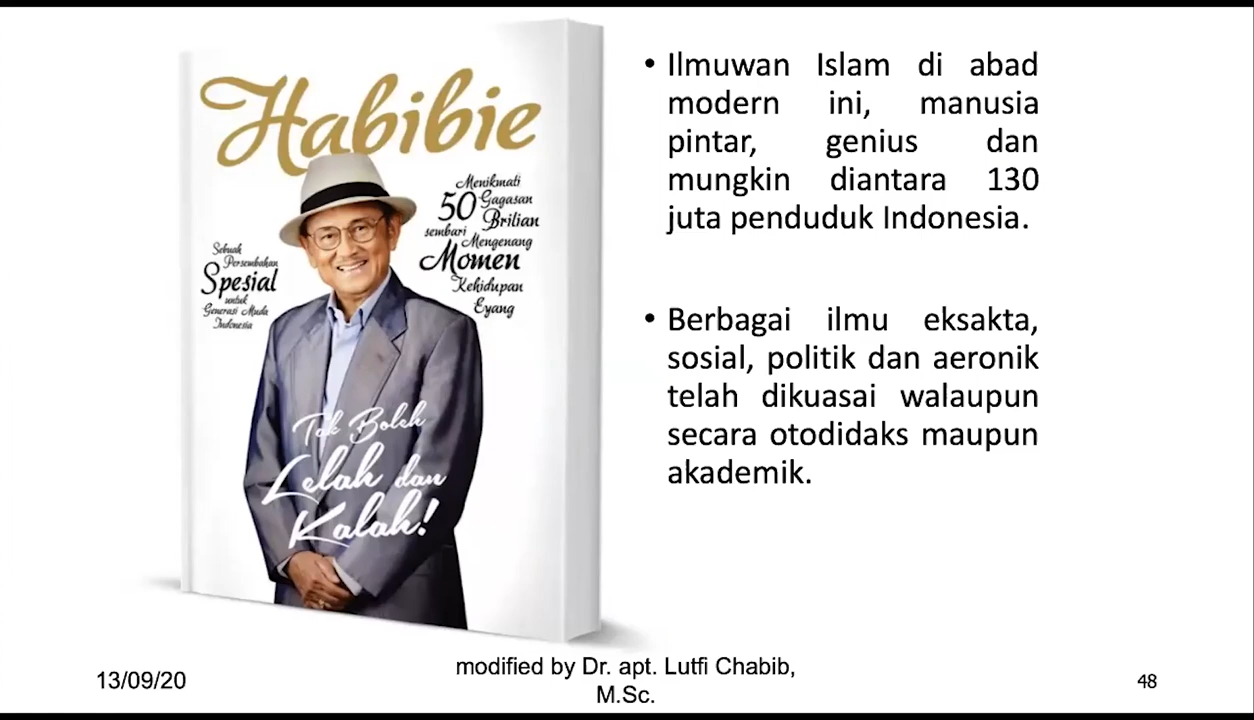 Habibie
Menikmati
50 Gagasan
Brilian
sembari Mengenang
Momen
Kehidupan
Eyang
Sebuah
Persembahan
Spesial
untuk
Generasi Muda
Indonesia
Tak Boleh
Lelah dan
Kalah!
• Ilmuwan Islam di abad
modern ini, manusia
pintar, genius dan
mungkin diantara 130
juta penduduk Indonesia.
• Berbagai ilmu eksakta,
sosial, politik dan aeronik
telah dikuasai walaupun
secara otodidaks maupun
akademik.
13/09/20
modified by Dr. apt. Lutfi Chabib,
M.Sc.
48